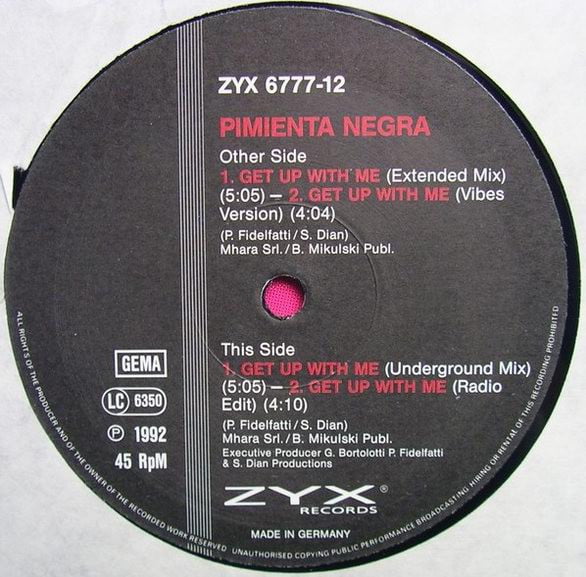 ZYX 6777-12
PIMIENTA NEGRA
Other Side
1. GET UP WITH ME (Extended Mix)
(5:05) – 2. GET UP WITH ME (Vibes
Version) (4:04)
(P. Fidelfatti/S. Dian)
Mhara Srl./B. Mikulski Publ.
This Side
1. GET UP WITH ME (Underground Mix)
(5:05) – 2. GET UP WITH ME (Radio
Edit) (4:10)
(P. Fidelfatti/S. Dian)
Mhara Srl./B. Mikulski Publ.
Executive Producer G. Bortolotti P. Fidelfatti
& S. Dian Productions
GEMA
LC 6350
℗ 1992
45 RpM
ZYX®
RECORDS
MADE IN GERMANY
ALL RIGHTS OF THE PRODUCER AND OF THE OWNER OF THE RECORDED WORK RESERVED UNAUTHORISED COPYING PUBLIC PERFORMANCE BROADCASTING HIRING OR RENTAL OF THIS RECORDING PROHIBITED